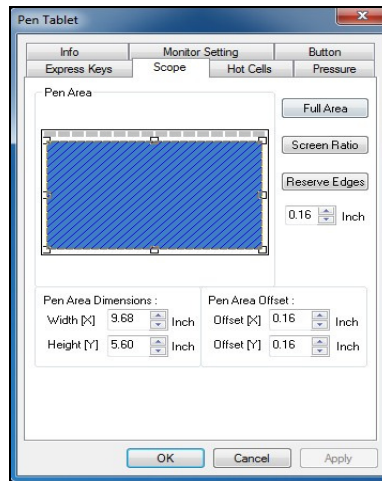 Pen Tablet
Info Monitor Setting Button
Express Keys Scope Hot Cells Pressure
Pen Area
Full Area
Screen Ratio
Reserve Edges
0.16 Inch
Pen Area Dimensions :
Width [X] 9.68 Inch
Height [Y] 5.60 Inch
Pen Area Offset :
Offset [X] 0.16 Inch
Offset [Y] 0.16 Inch
OK Cancel Apply